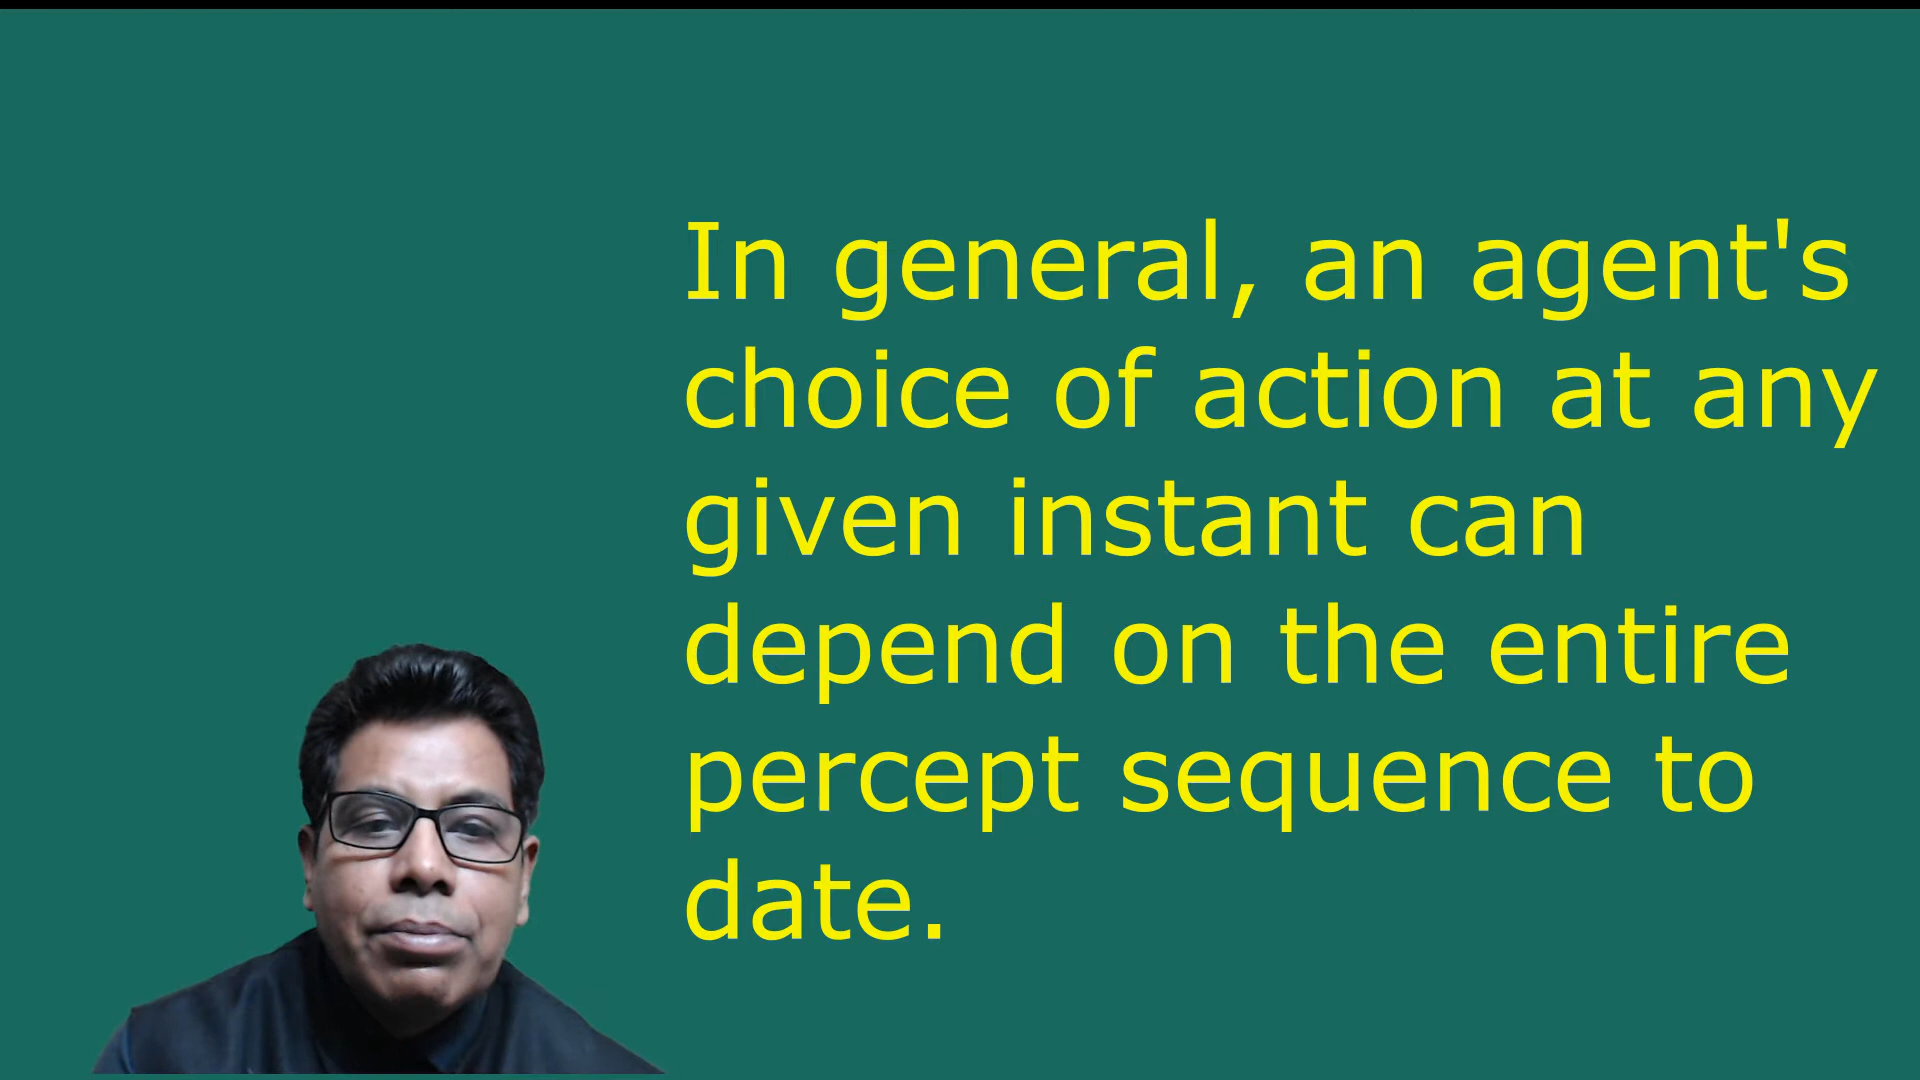 In general, an agent's
choice of action at any
given instant can
depend on the entire
percept sequence to
date.